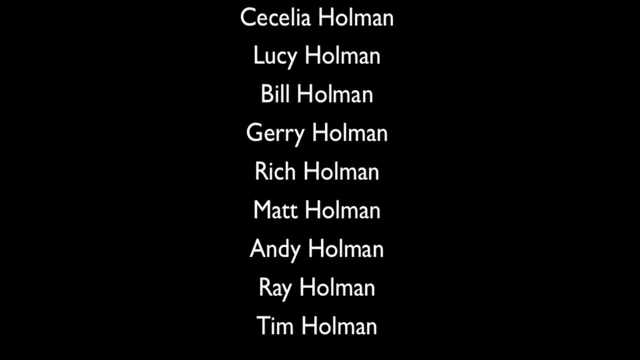 Cecelia Holman
Lucy Holman
Bill Holman
Gerry Holman
Rich Holman
Matt Holman
Andy Holman
Ray Holman
Tim Holman